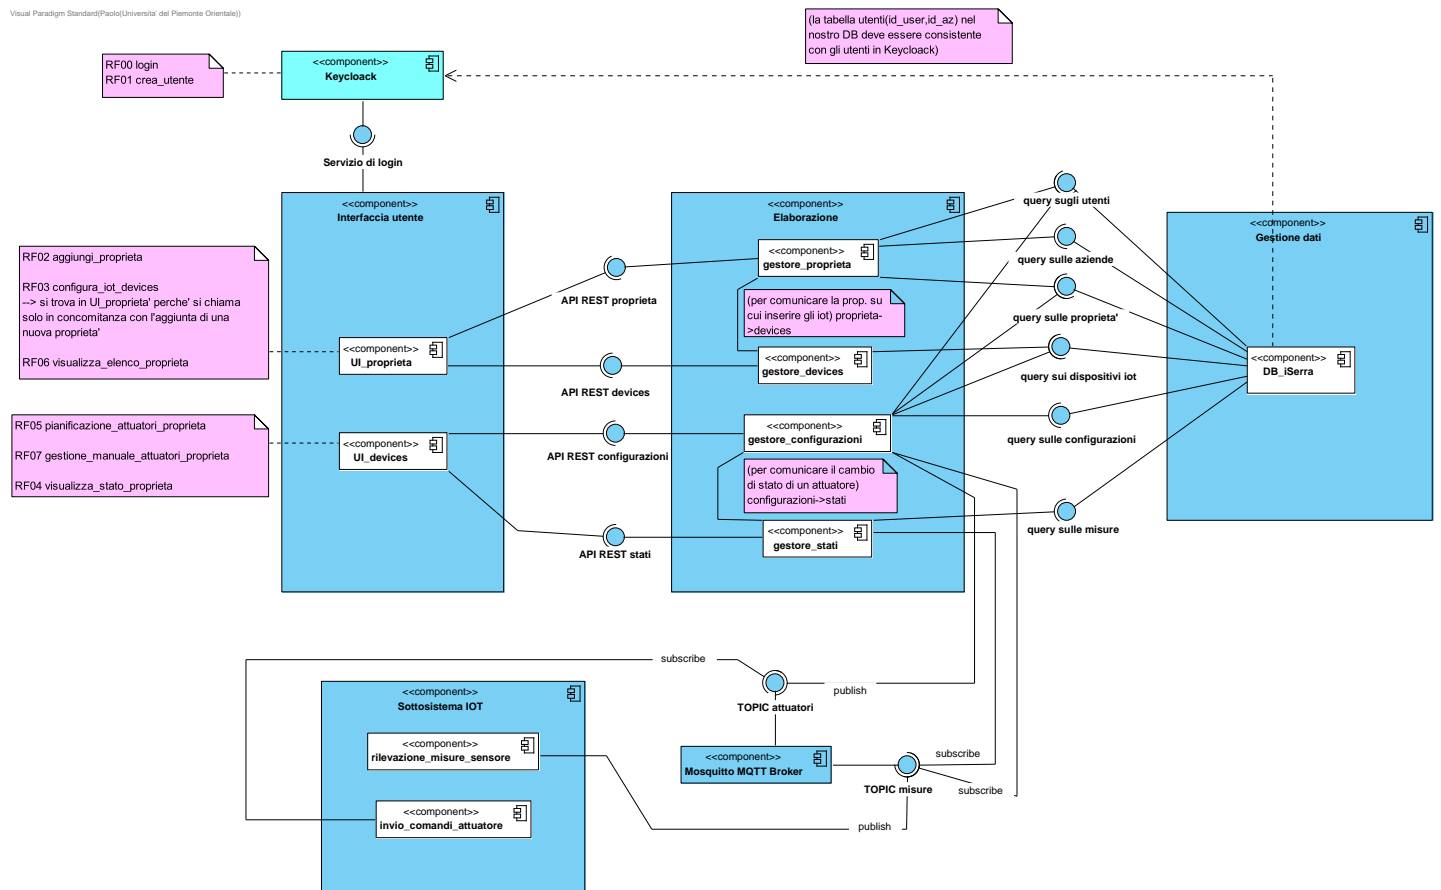 Visual Paradigm Standard(Paolo(Universita' del Piemonte Orientale))
(la tabella utenti(id_user,id_az) nel
nostro DB deve essere consistente
con gli utenti in Keycloack)
RF00 login
RF01 crea_utente
<<component>>
Keycloack
Servizio di login
<<component>>
Interfaccia utente
<<component>>
Elaborazione
query sugli utenti
<<component>>
Gestione dati
RF02 aggiungi_proprieta
RF03 configura_iot_devices
--> si trova in UI_proprieta' perche' si chiama
solo in concomitanza con l'aggiunta di una
nuova proprieta'
RF06 visualizza_elenco_proprieta
<<component>>
gestore_proprieta
query sulle aziende
API REST proprieta
(per comunicare la prop. su
cui inserire gli iot) proprieta-
>devices
query sulle proprieta'
<<component>>
UI_proprieta
<<component>>
gestore_devices
query sui dispositivi iot
<<component>>
DB_iSerra
API REST devices
RF05 pianificazione_attuatori_proprieta
RF07 gestione_manuale_attuatori_proprieta
RF04 visualizza_stato_proprieta
<<component>>
UI_devices
API REST configurazioni
<<component>>
gestore_configurazioni
query sulle configurazioni
(per comunicare il cambio
di stato di un attuatore)
configurazioni->stati
<<component>>
gestore_stati
query sulle misure
API REST stati
subscribe
publish
TOPIC attuatori
<<component>>
Sottosistema IOT
<<component>>
rilevazione_misure_sensore
<<component>>
Mosquitto MQTT Broker
subscribe
TOPIC misure
subscribe
<<component>>
invio_comandi_attuatore
publish